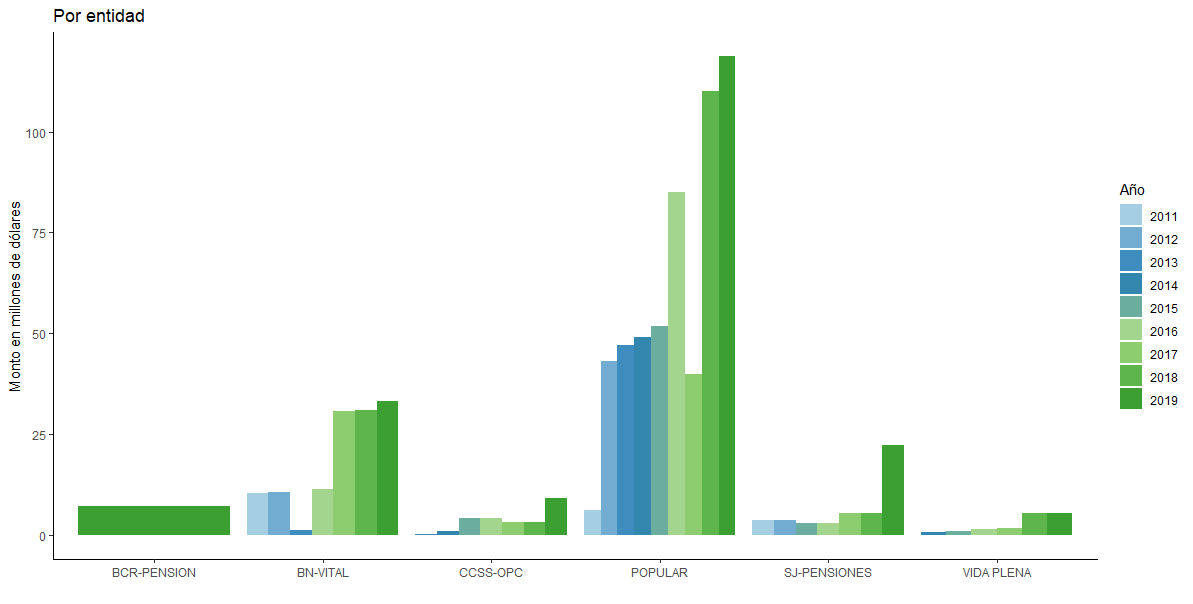 Por entidad
Monto en millones de dólares
100
75
50
25
0
BCR-PENSION
BN-VITAL
CCSS-OPC
POPULAR
SJ-PENSIONES
VIDA PLENA
Año
2011
2012
2013
2014
2015
2016
2017
2018
2019